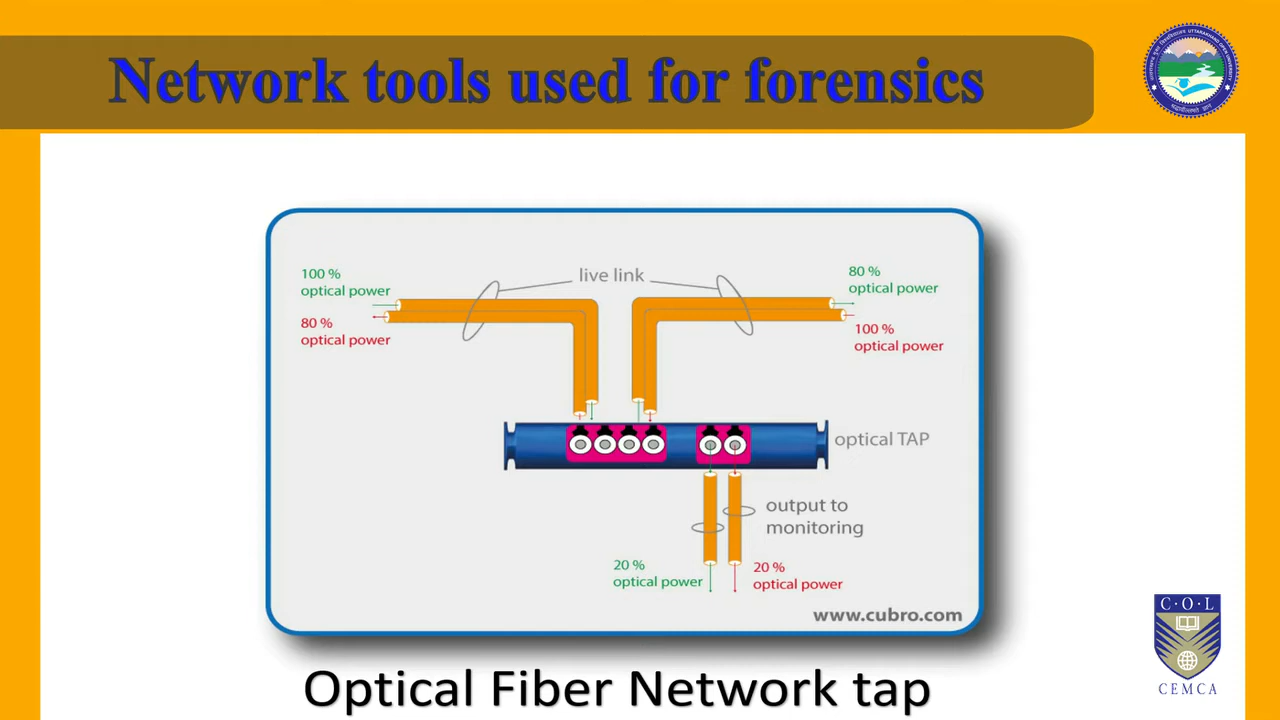 Network tools used for forensics
100 %
optical power
80 %
optical power
live link
80 %
optical power
100 %
optical power
optical TAP
output to
monitoring
20 %
optical power
20 %
optical power
www.cubro.com
Optical Fiber Network tap
C·O·L
CEMCA